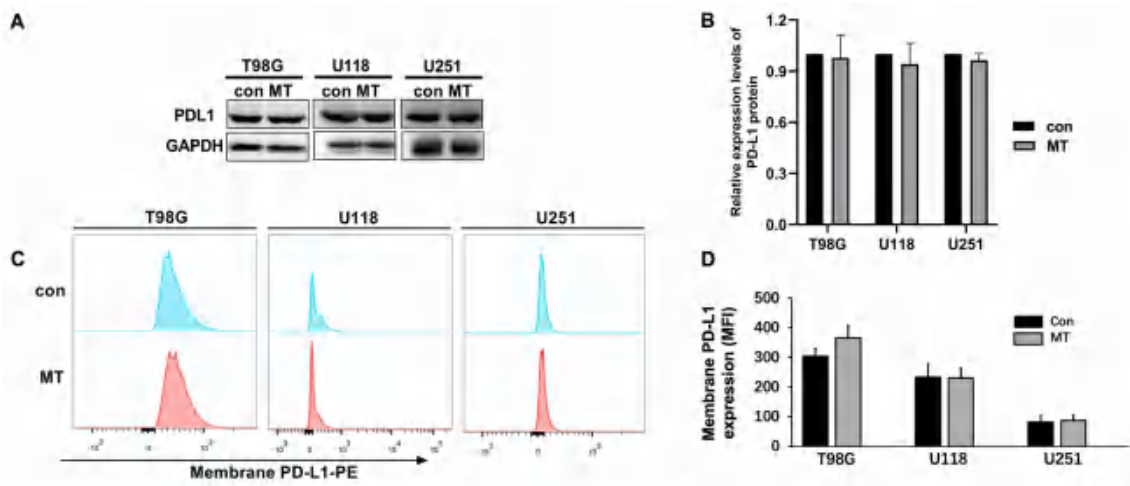 A
T98G U118 U251
con MT con MT con MT
PDL1
GAPDH
B
Relative expression levels of
PD-L1 protein
1.2
0.9
0.6
0.3
0.0
T98G U118 U251
con
MT
C
T98G U118 U251
con
MT
Membrane PD-L1-PE
D
Membrane PD-L1
expression (MFI)
500
400
300
200
100
0
T98G U118 U251
Con
MT